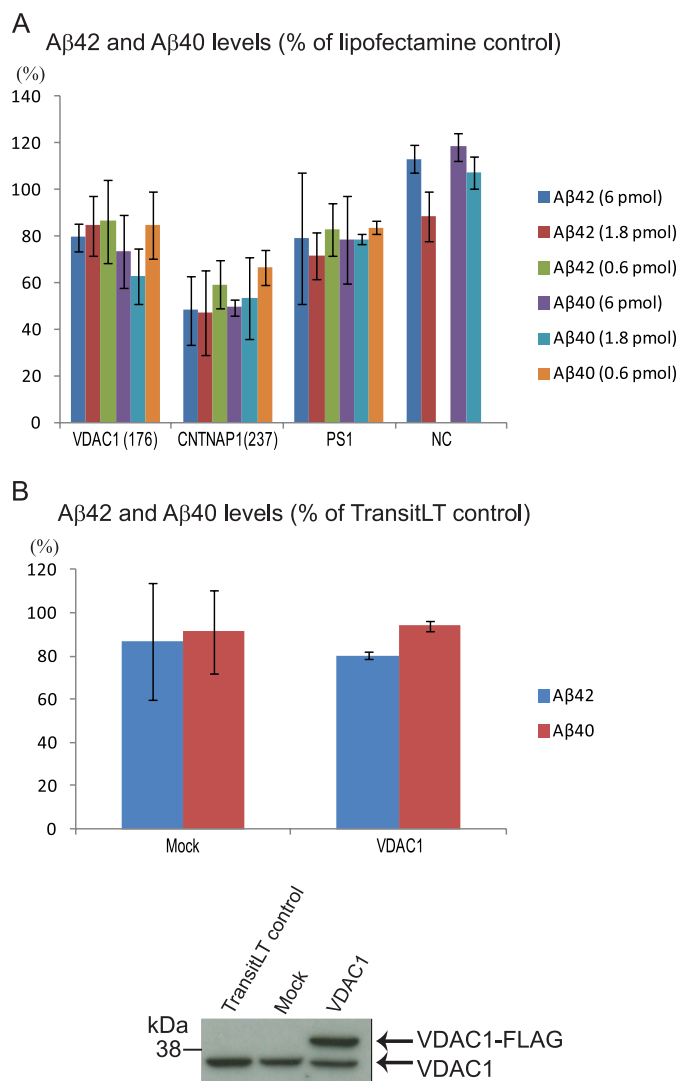 A
Aβ42 and Aβ40 levels (% of lipofectamine control)
(%)
140
120
100
80
60
40
20
0
VDAC1 (176)
CNTNAP1(237)
PS1
NC
Aβ42 (6 pmol)
Aβ42 (1.8 pmol)
Aβ42 (0.6 pmol)
Aβ40 (6 pmol)
Aβ40 (1.8 pmol)
Aβ40 (0.6 pmol)
B
Aβ42 and Aβ40 levels (% of TransitLT control)
(%)
120
100
80
60
40
20
0
Mock
VDAC1
Aβ42
Aβ40
TransitLT control
Mock
VDAC1
kDa
38
VDAC1-FLAG
VDAC1